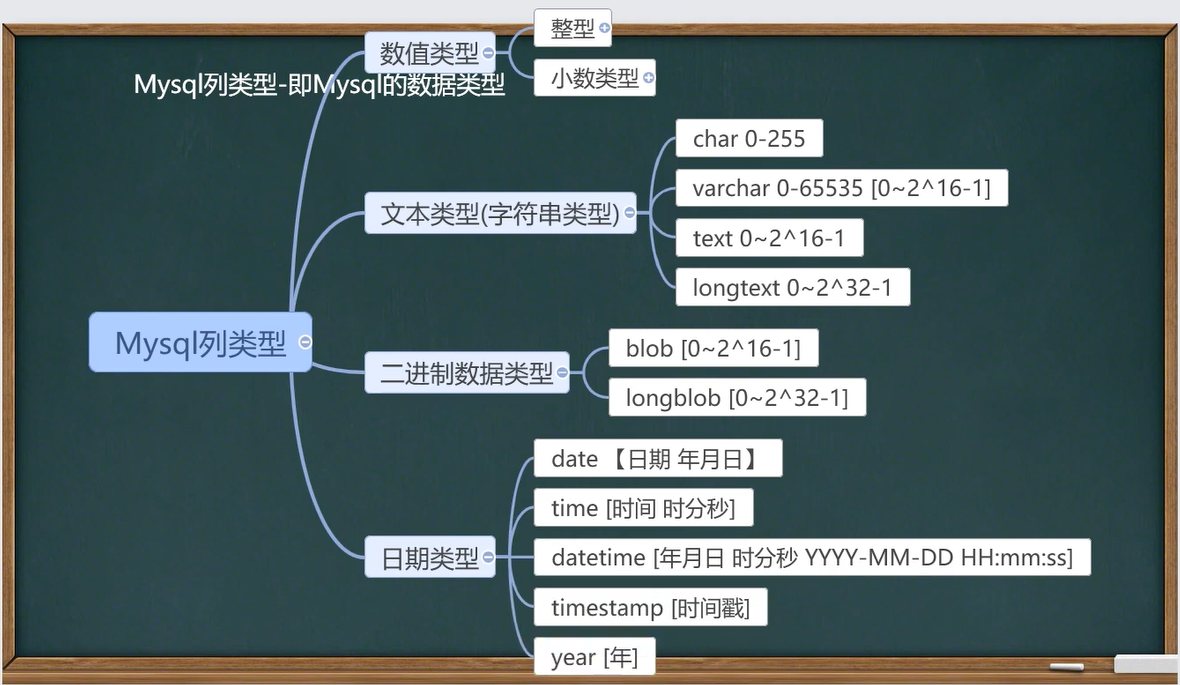 Mysql列类型-即Mysql的数据类型
Mysql列类型
数值类型
整型
小数类型
文本类型(字符串类型)
char 0-255
varchar 0-65535 [0~2^16-1]
text 0~2^16-1
longtext 0~2^32-1
二进制数据类型
blob [0~2^16-1]
longblob [0~2^32-1]
日期类型
date 【日期 年月日】
time [时间 时分秒]
datetime [年月日 时分秒 YYYY-MM-DD HH:mm:ss]
timestamp [时间戳]
year [年]